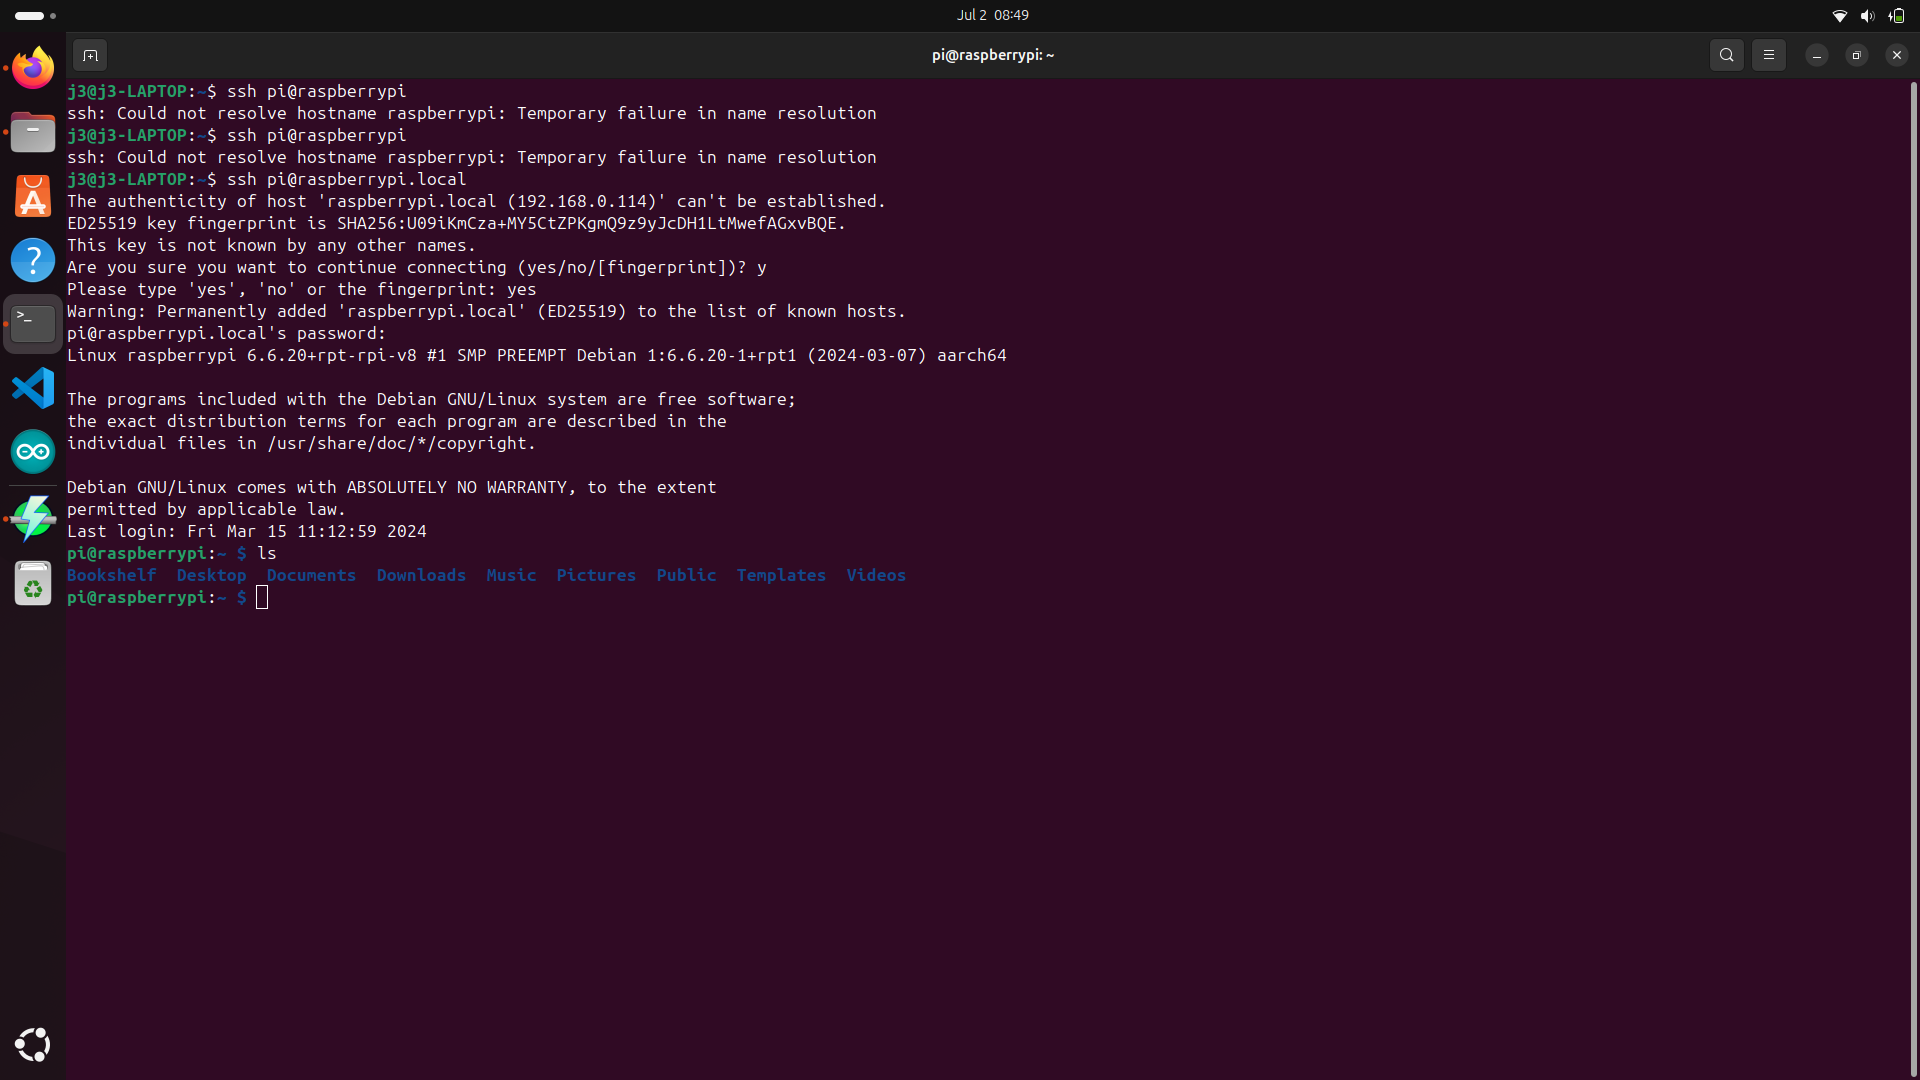 Jul 2 08:49
pi@raspberrypi: ~
j3@j3-LAPTOP:~$ ssh pi@raspberrypi
ssh: Could not resolve hostname raspberrypi: Temporary failure in name resolution
j3@j3-LAPTOP:~$ ssh pi@raspberrypi
ssh: Could not resolve hostname raspberrypi: Temporary failure in name resolution
j3@j3-LAPTOP:~$ ssh pi@raspberrypi.local
The authenticity of host 'raspberrypi.local (192.168.0.114)' can't be established.
ED25519 key fingerprint is SHA256:U09iKmCza+MY5CtZPKgmQ9z9yJcDH1LtMwefAGxvBQE.
This key is not known by any other names.
Are you sure you want to continue connecting (yes/no/[fingerprint])? y
Please type 'yes', 'no' or the fingerprint: yes
Warning: Permanently added 'raspberrypi.local' (ED25519) to the list of known hosts.
pi@raspberrypi.local's password:
Linux raspberrypi 6.6.20+rpt-rpi-v8 #1 SMP PREEMPT Debian 1:6.6.20-1+rpt1 (2024-03-07) aarch64
The programs included with the Debian GNU/Linux system are free software;
the exact distribution terms for each program are described in the
individual files in /usr/share/doc/*/copyright.
Debian GNU/Linux comes with ABSOLUTELY NO WARRANTY, to the extent
permitted by applicable law.
Last login: Fri Mar 15 11:12:59 2024
pi@raspberrypi:~ $ ls
Bookshelf  Desktop  Documents  Downloads  Music  Pictures  Public  Templates  Videos
pi@raspberrypi:~ $